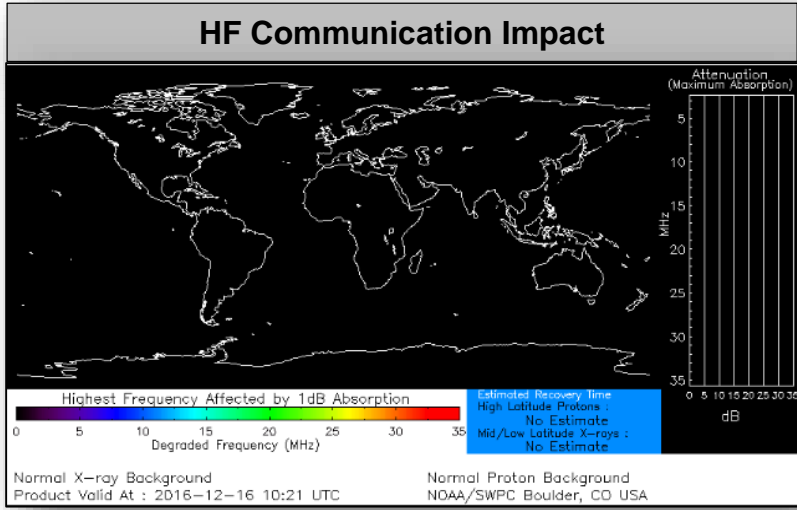 HF Communication Impact
Attenuation
(Maximum Absorption)
5
10
15
20
25
30
35
MHz
0 5 10 15 20 25 30 35
dB
Highest Frequency Affected by 1dB Absorption
0 5 10 15 20 25 30 35
Degraded Frequency (MHz)
Estimated Recovery Time
High Latitude Protons :
No Estimate
Mid/Low Latitude X-rays :
No Estimate
Normal X-ray Background
Normal Proton Background
Product Valid At : 2016-12-16 10:21 UTC
NOAA/SWPC Boulder, CO USA